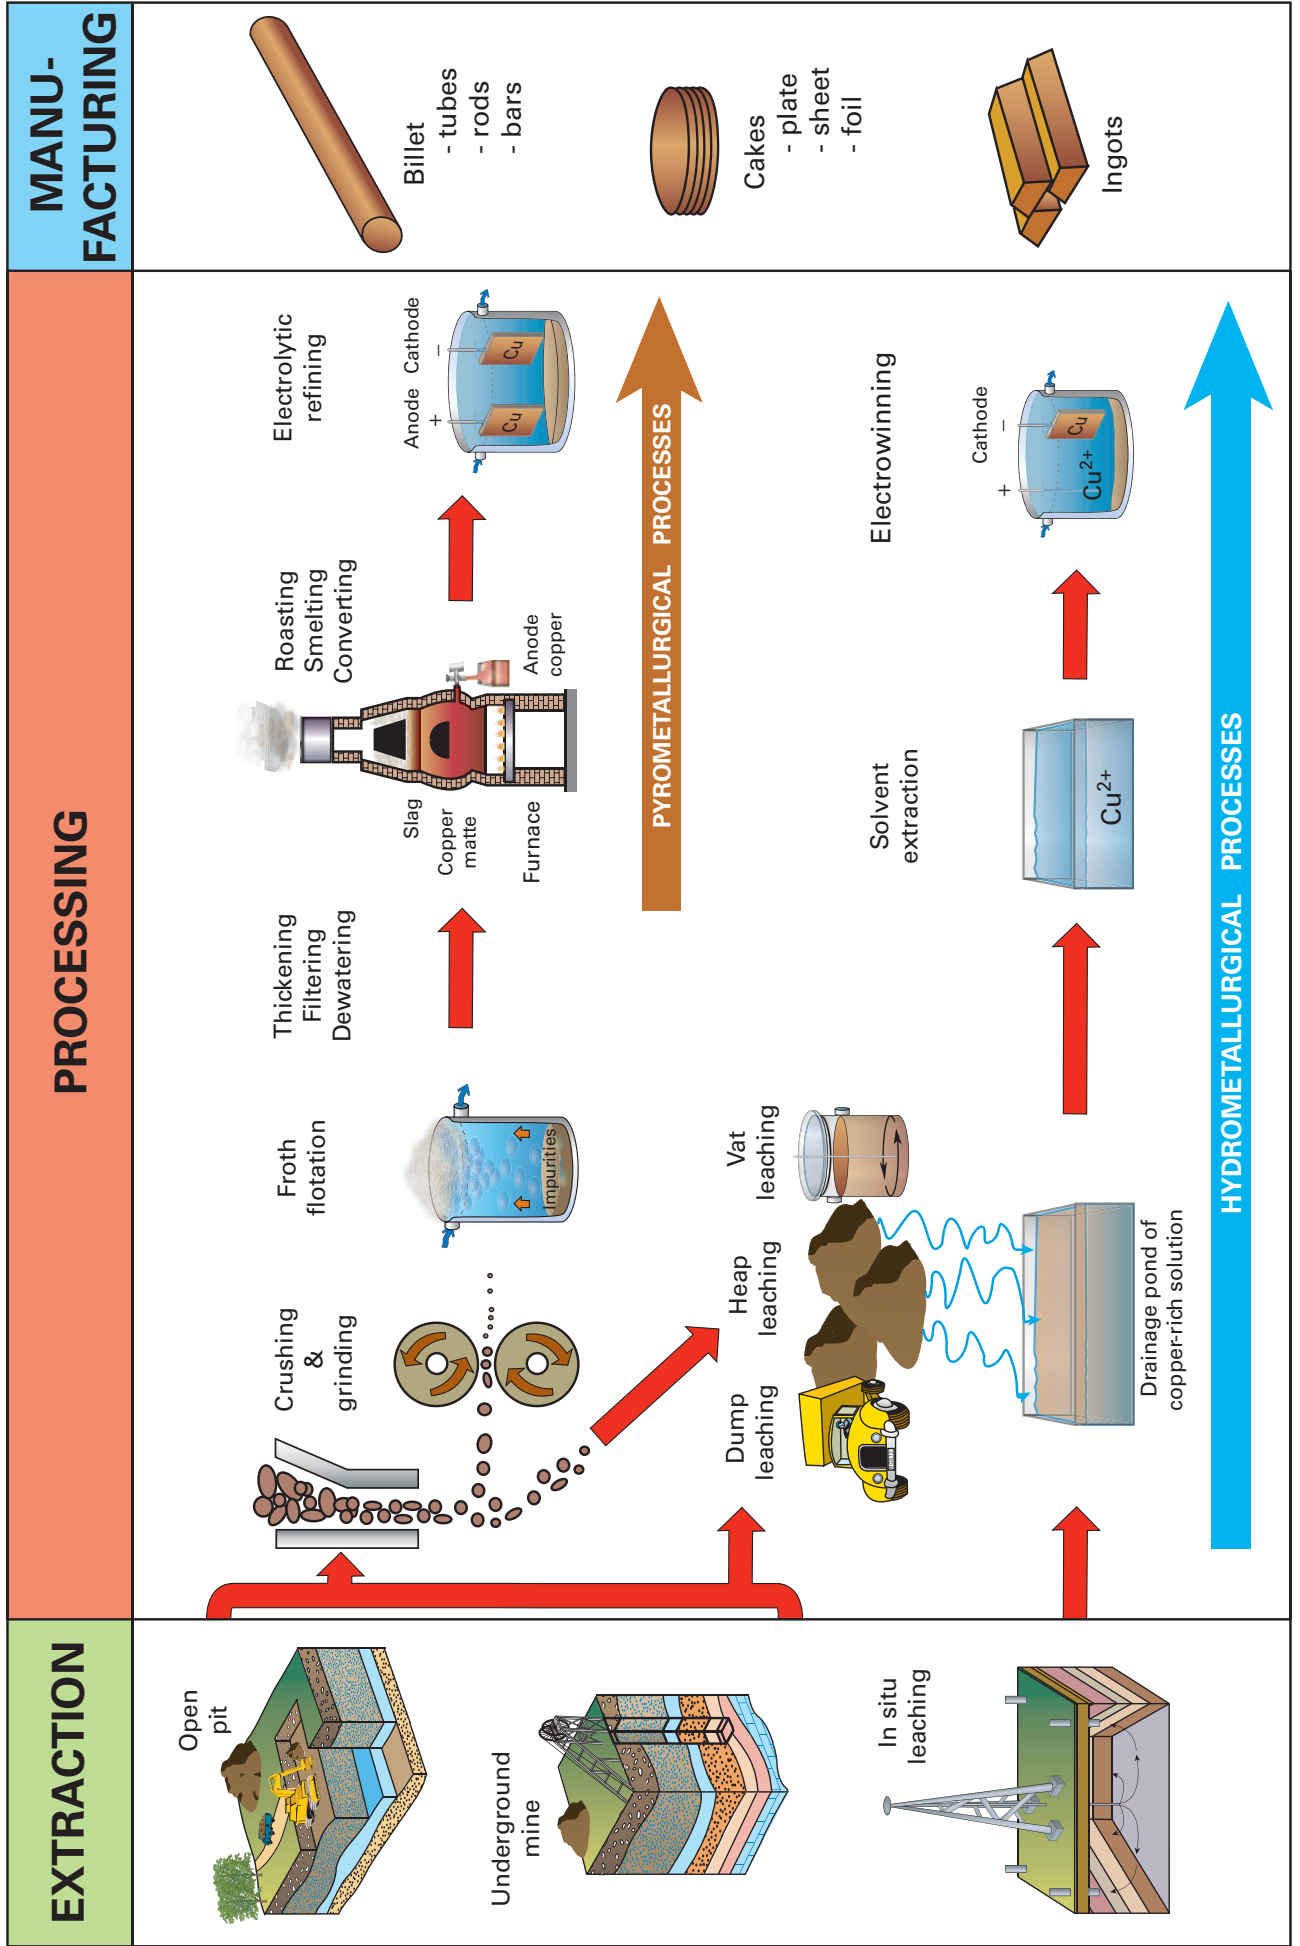 EXTRACTION
PROCESSING
MANU-
FACTURING
Open
pit
Underground
mine
In situ
leaching
Crushing
&
grinding
Froth
flotation
Impurities
Thickening
Filtering
Dewatering
Roasting
Smelting
Converting
Slag
Copper
matte
Furnace
Anode
copper
Electrolytic
refining
Anode Cathode
+ –
Cu Cu
PYROMETALLURGICAL PROCESSES
Dump
leaching
Heap
leaching
Vat
leaching
Drainage pond of
copper-rich solution
Solvent
extraction
Cu2+
Electrowinning
Cathode
+ –
Cu2+ Cu
HYDROMETALLURGICAL PROCESSES
Billet
- tubes
- rods
- bars
Cakes
- plate
- sheet
- foil
Ingots